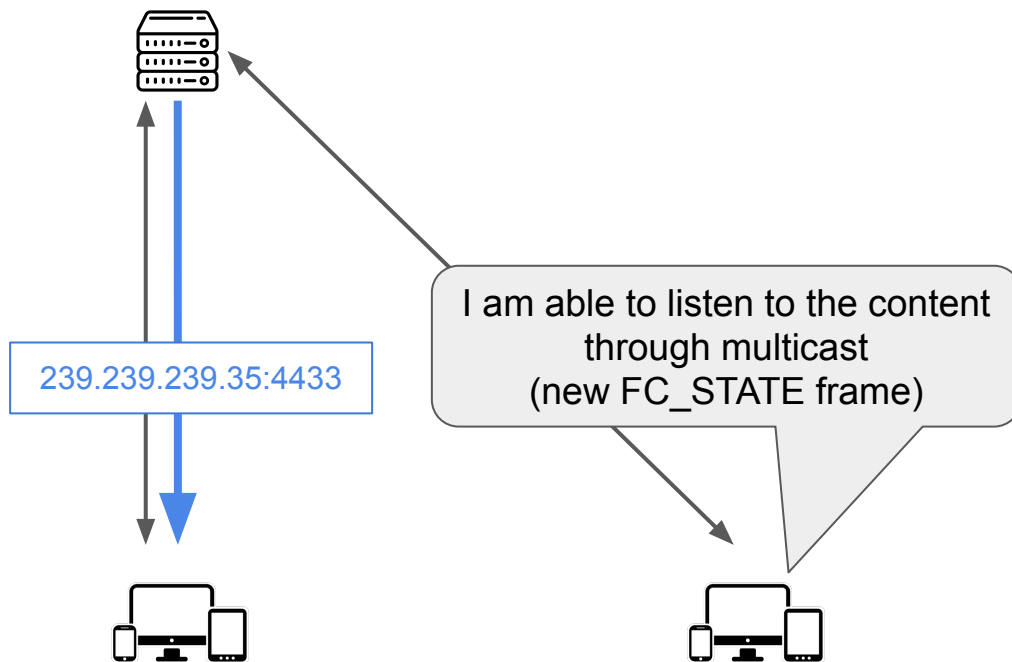 239.239.239.35:4433
I am able to listen to the content
through multicast
(new FC_STATE frame)